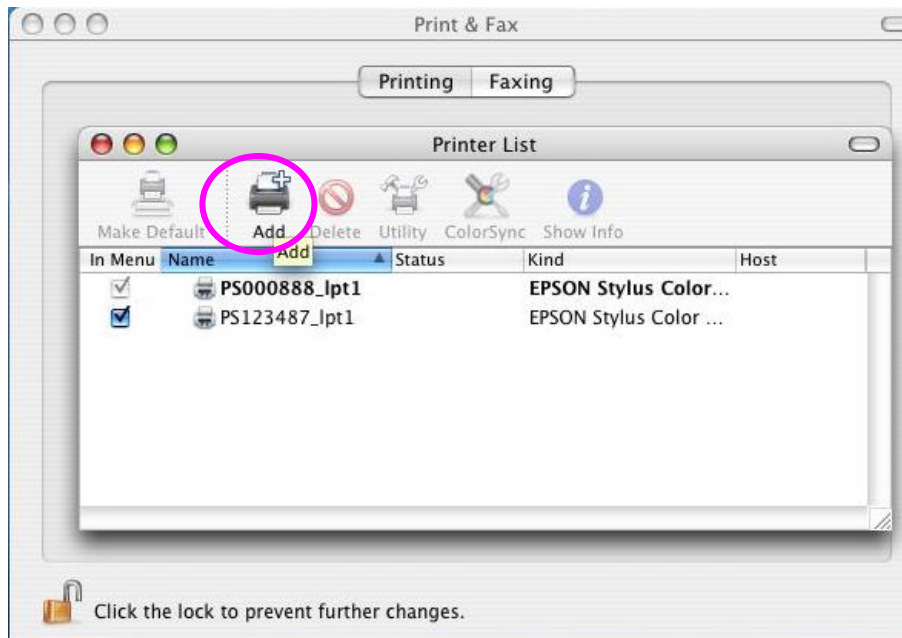 Print & Fax
Printing Faxing
Printer List
Make Default Add Delete Utility ColorSync Show Info
Add
In Menu Name Status Kind Host
PS000888_lpt1 EPSON Stylus Color...
PS123487_lpt1 EPSON Stylus Color ...
Click the lock to prevent further changes.